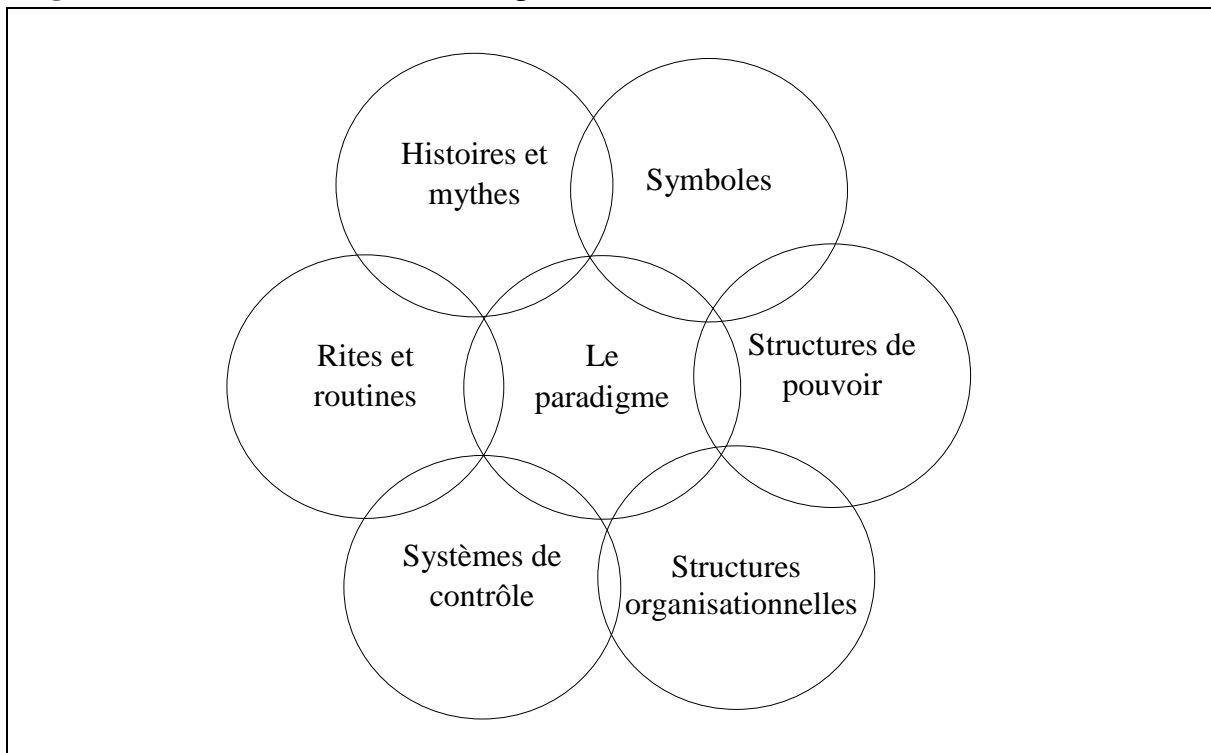 Histoires et
mythes
Symboles
Rites et
routines
Le
paradigme
Structures de
pouvoir
Systèmes de
contrôle
Structures
organisationnelles